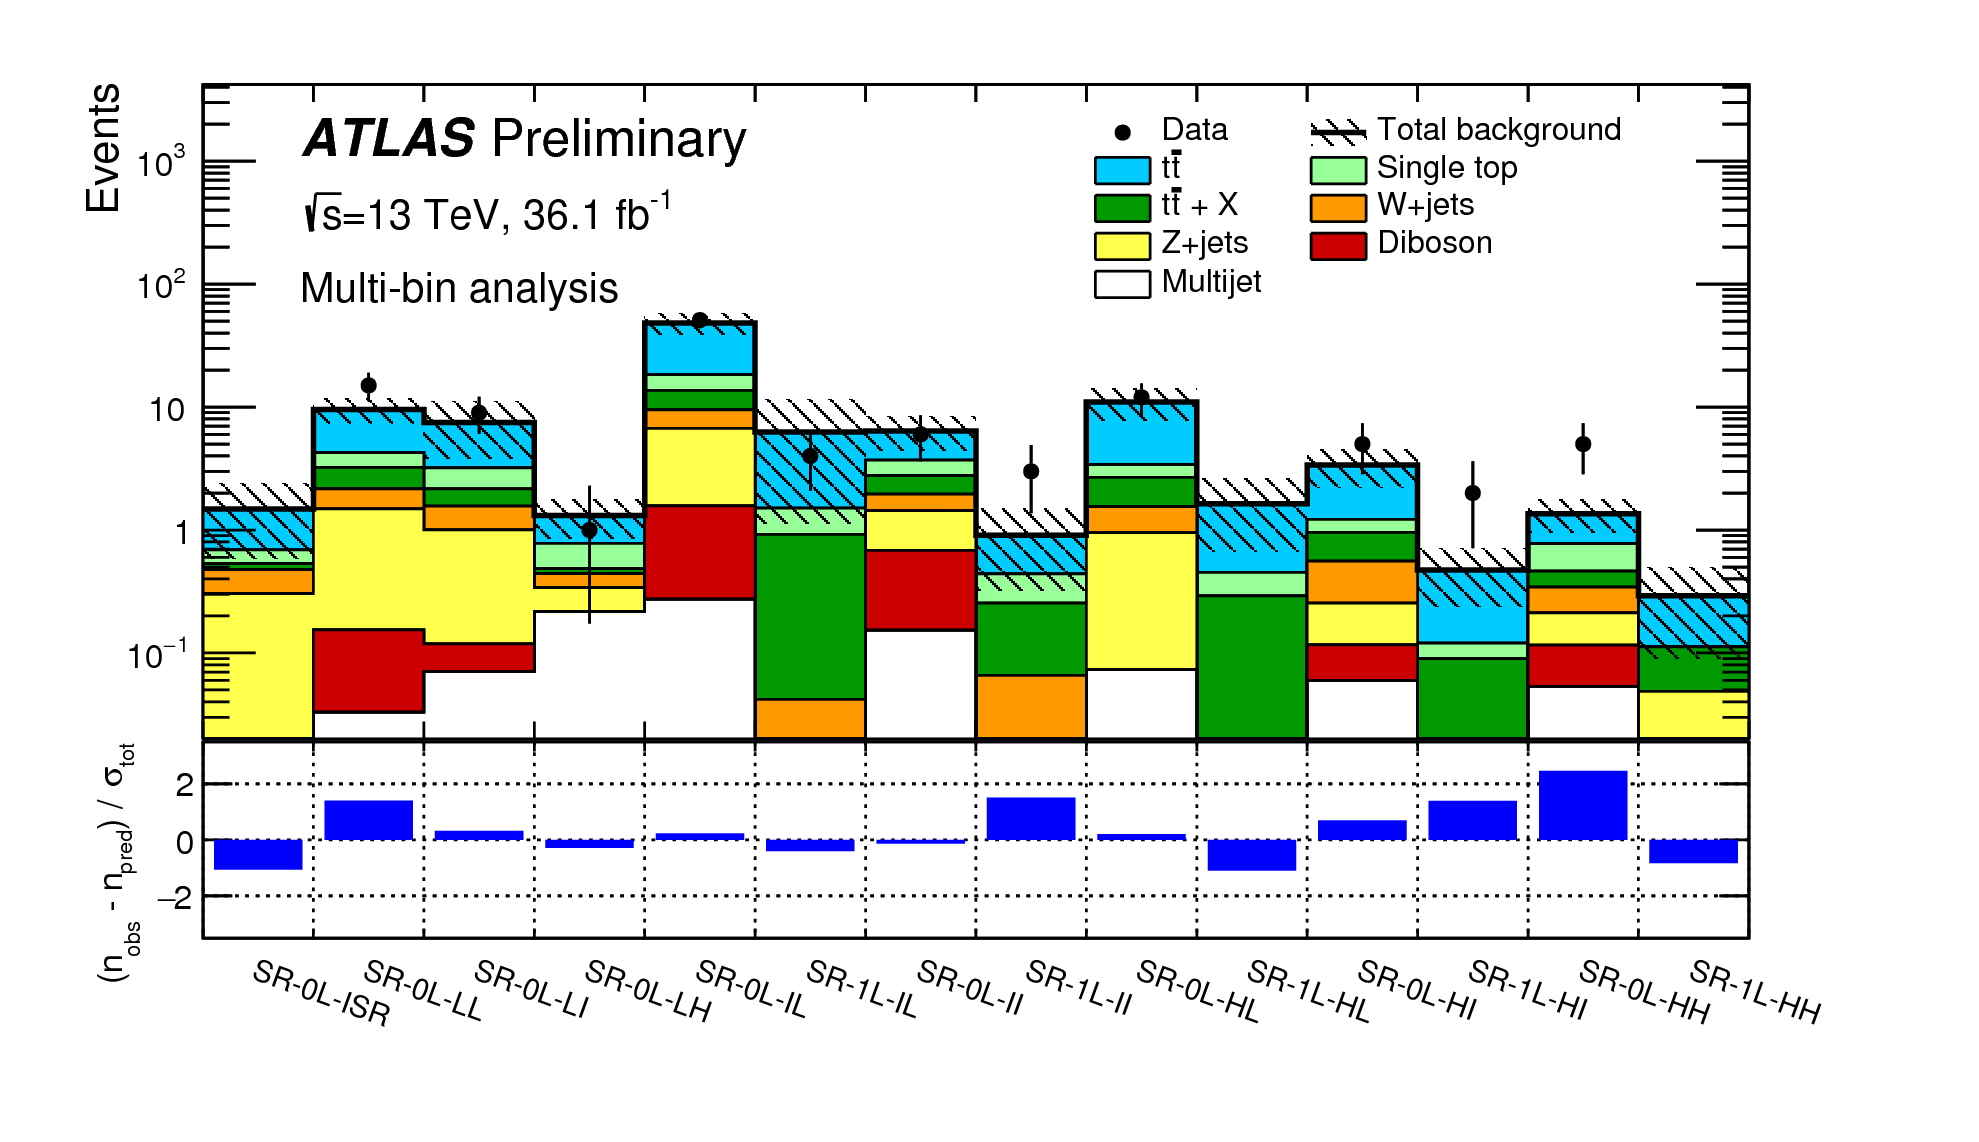 Events
10³
10²
10
1
10⁻¹
ATLAS Preliminary
√s=13 TeV, 36.1 fb⁻¹
Multi-bin analysis
Data
Total background
tt̄
Single top
tt̄ + X
W+jets
Z+jets
Diboson
Multijet
(n_obs - n_pred) / σ_tot
2
0
−2
SR-0L-ISR
SR-0L-LL
SR-0L-LI
SR-0L-LH
SR-0L-IL
SR-1L-IL
SR-0L-II
SR-1L-II
SR-0L-HL
SR-1L-HL
SR-0L-HI
SR-1L-HI
SR-0L-HH
SR-1L-HH